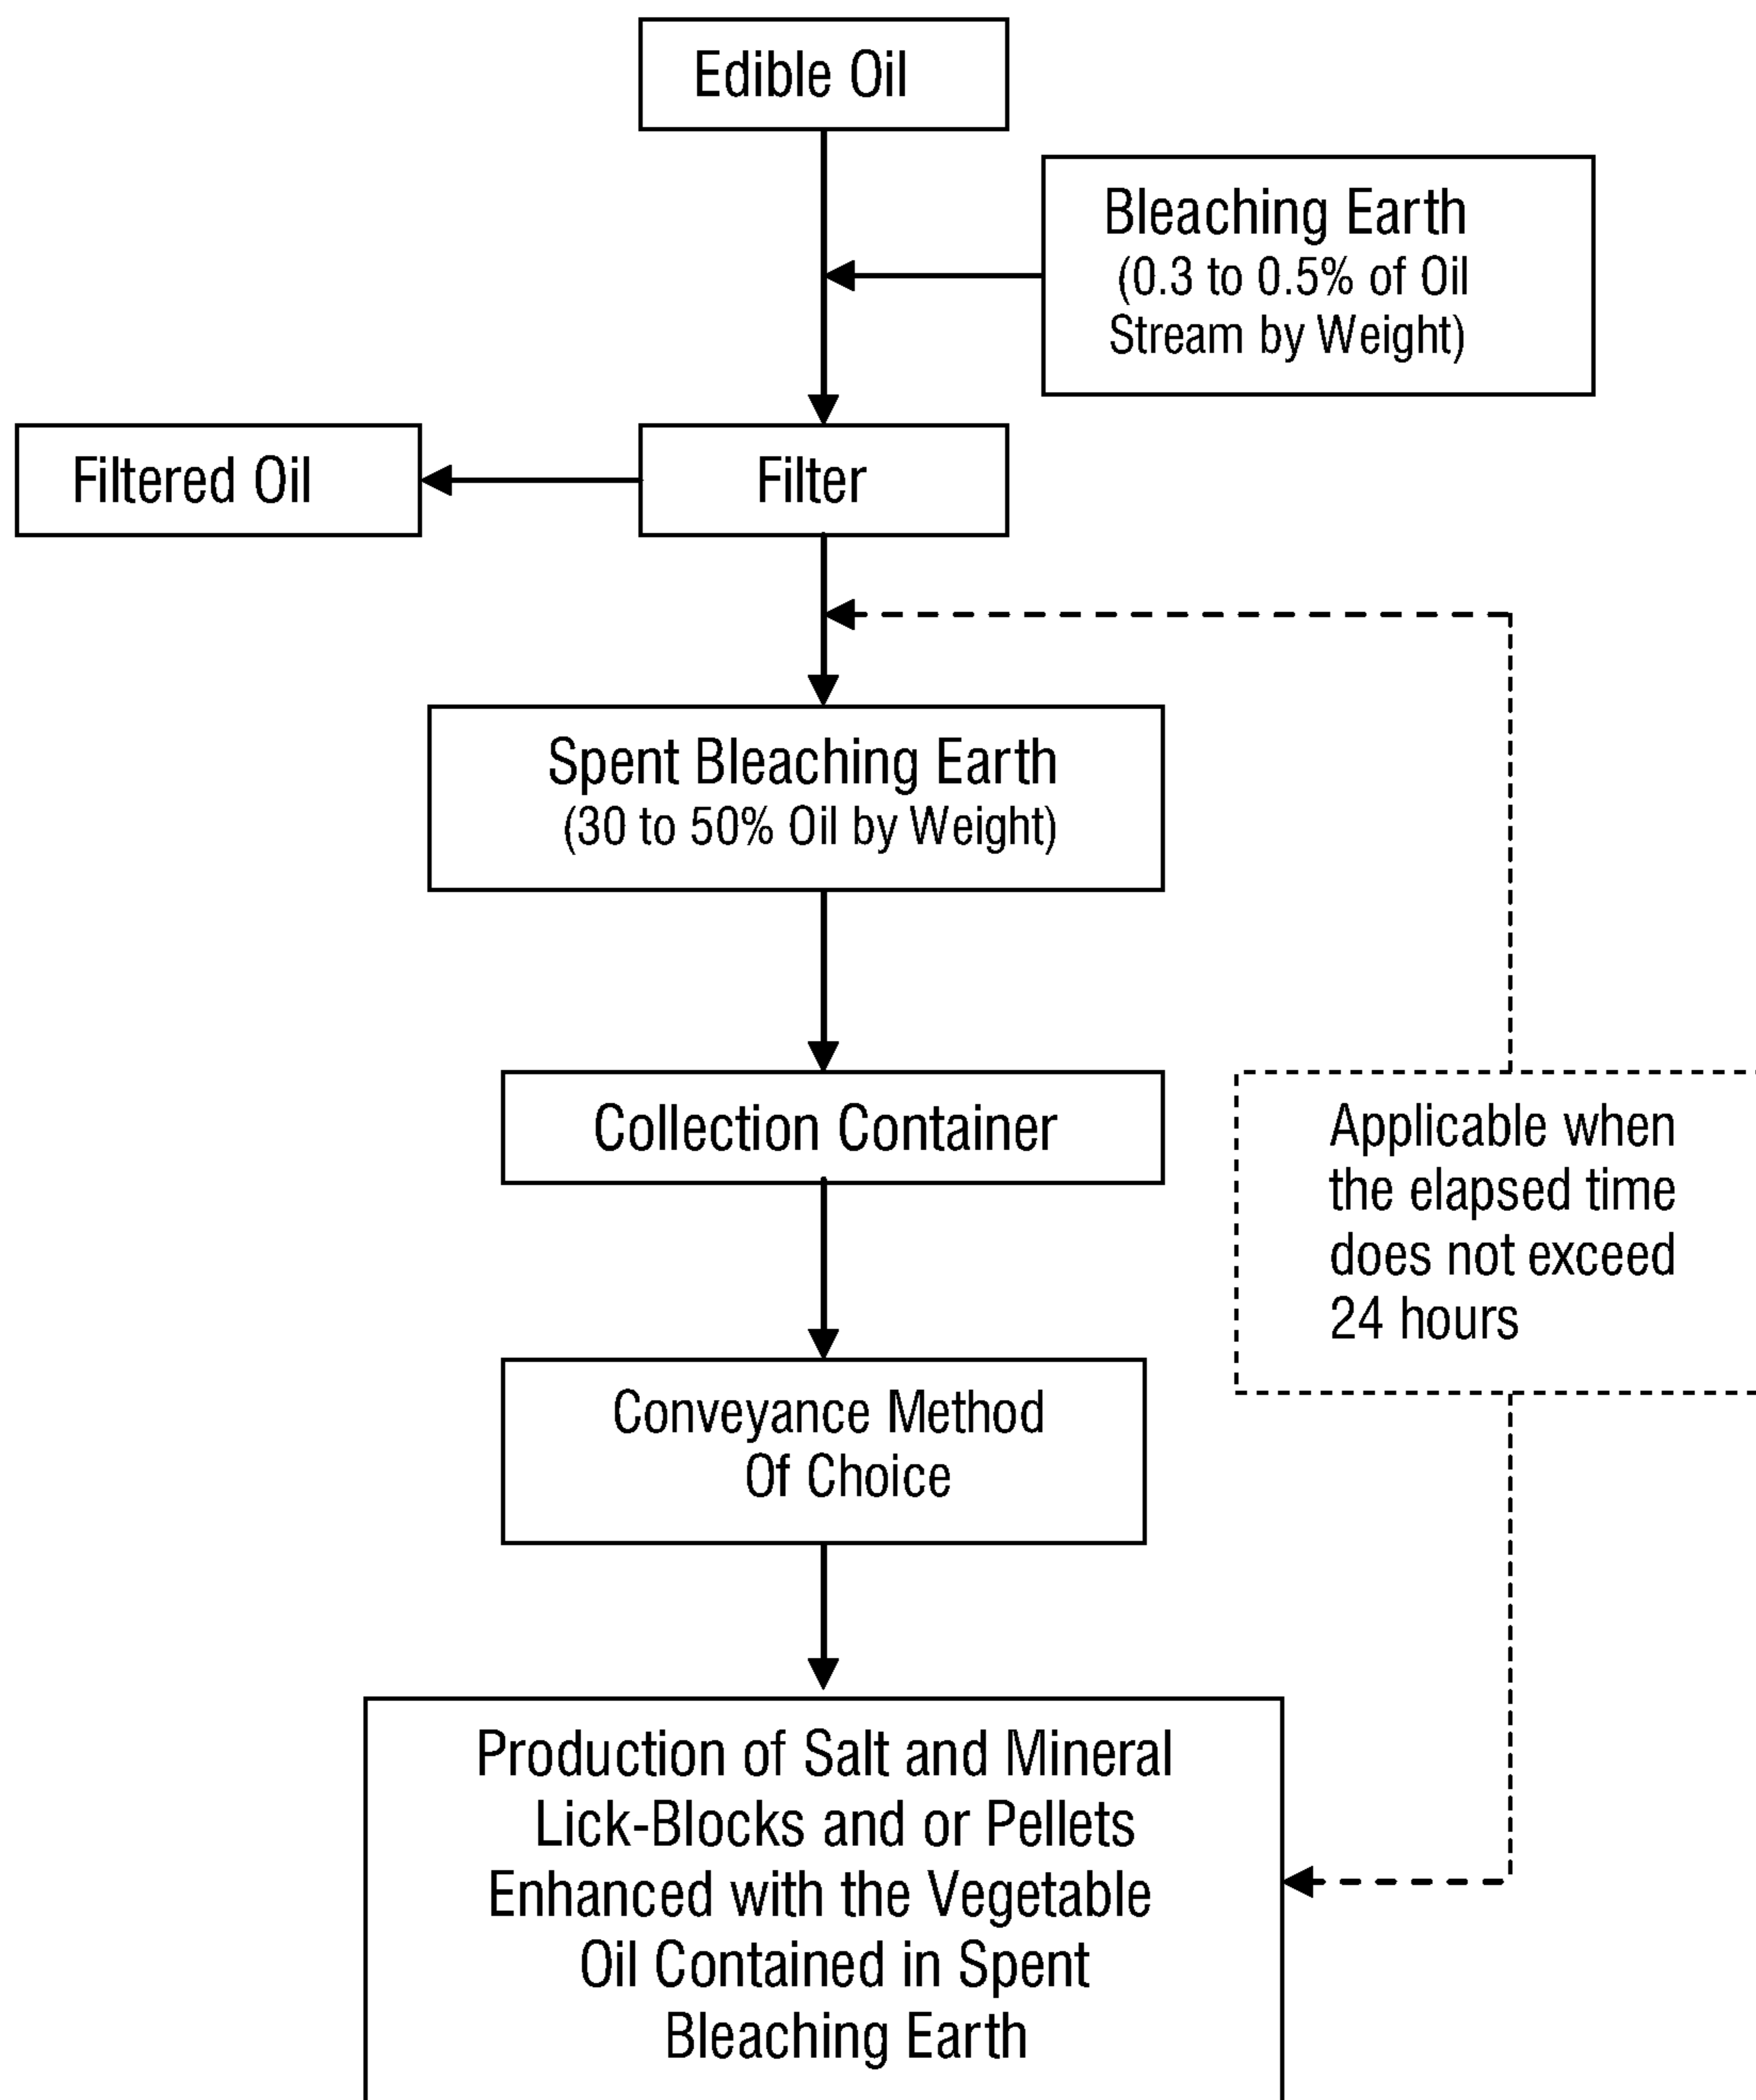 Edible Oil
Bleaching Earth
(0.3 to 0.5% of Oil
Stream by Weight)
Filtered Oil
Filter
Spent Bleaching Earth
(30 to 50% Oil by Weight)
Collection Container
Applicable when
the elapsed time
does not exceed
24 hours
Conveyance Method
Of Choice
Production of Salt and Mineral
Lick-Blocks and or Pellets
Enhanced with the Vegetable
Oil Contained in Spent
Bleaching Earth